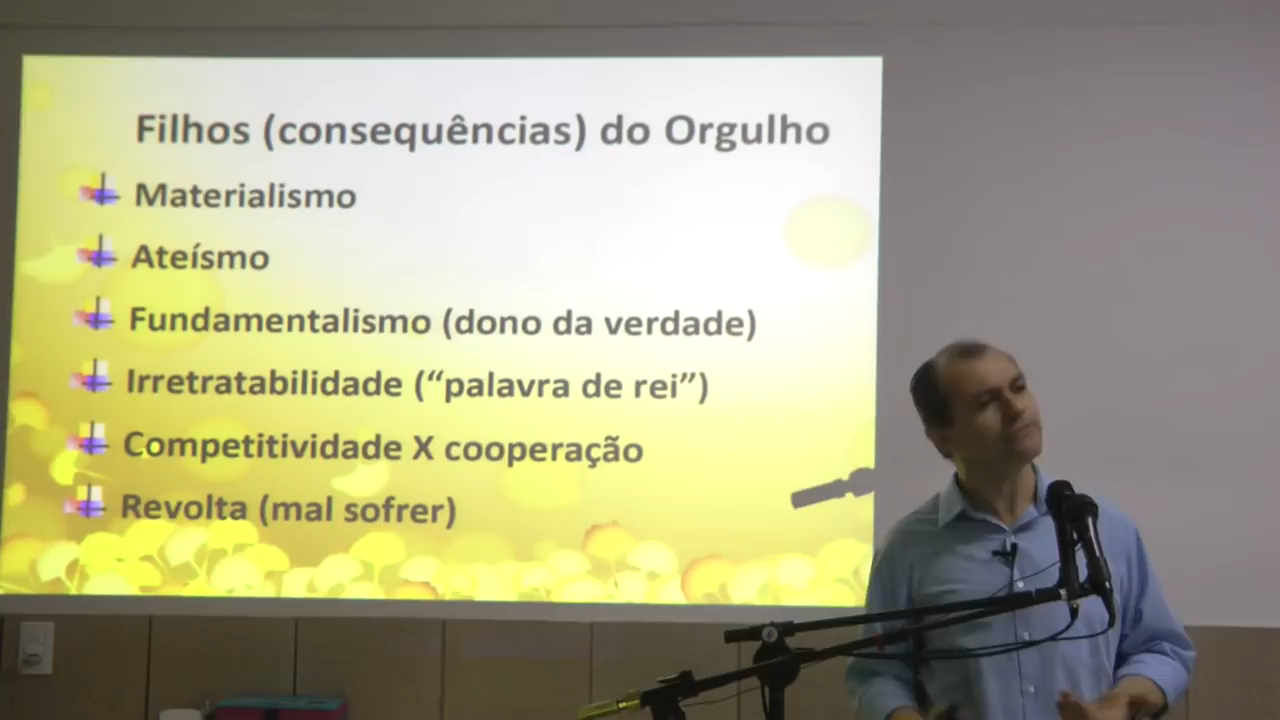 Filhos (consequências) do Orgulho
Materialismo
Ateísmo
Fundamentalismo (dono da verdade)
Irretratabilidade (“palavra de rei”)
Competitividade X cooperação
Revolta (mal sofrer)